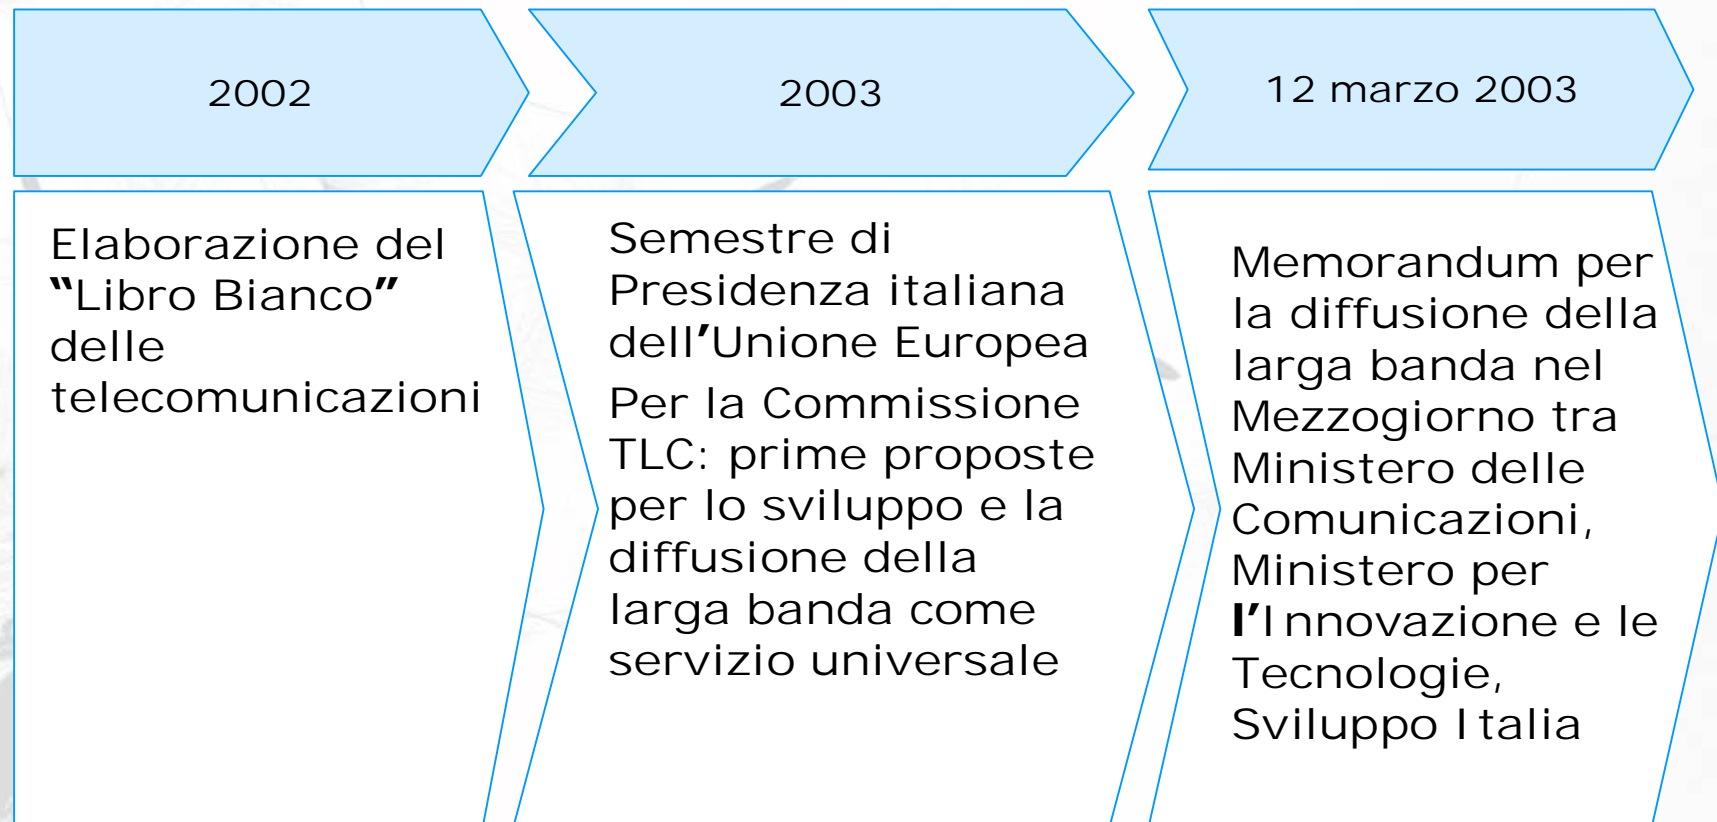 2002
Elaborazione del
"Libro Bianco"
delle
telecomunicazioni
2003
Semestre di
Presidenza italiana
dell'Unione Europea
Per la Commissione
TLC: prime proposte
per lo sviluppo e la
diffusione della
larga banda come
servizio universale
12 marzo 2003
Memorandum per
la diffusione della
larga banda nel
Mezzogiorno tra
Ministero delle
Comunicazioni,
Ministero per
l'Innovazione e le
Tecnologie,
Sviluppo Italia